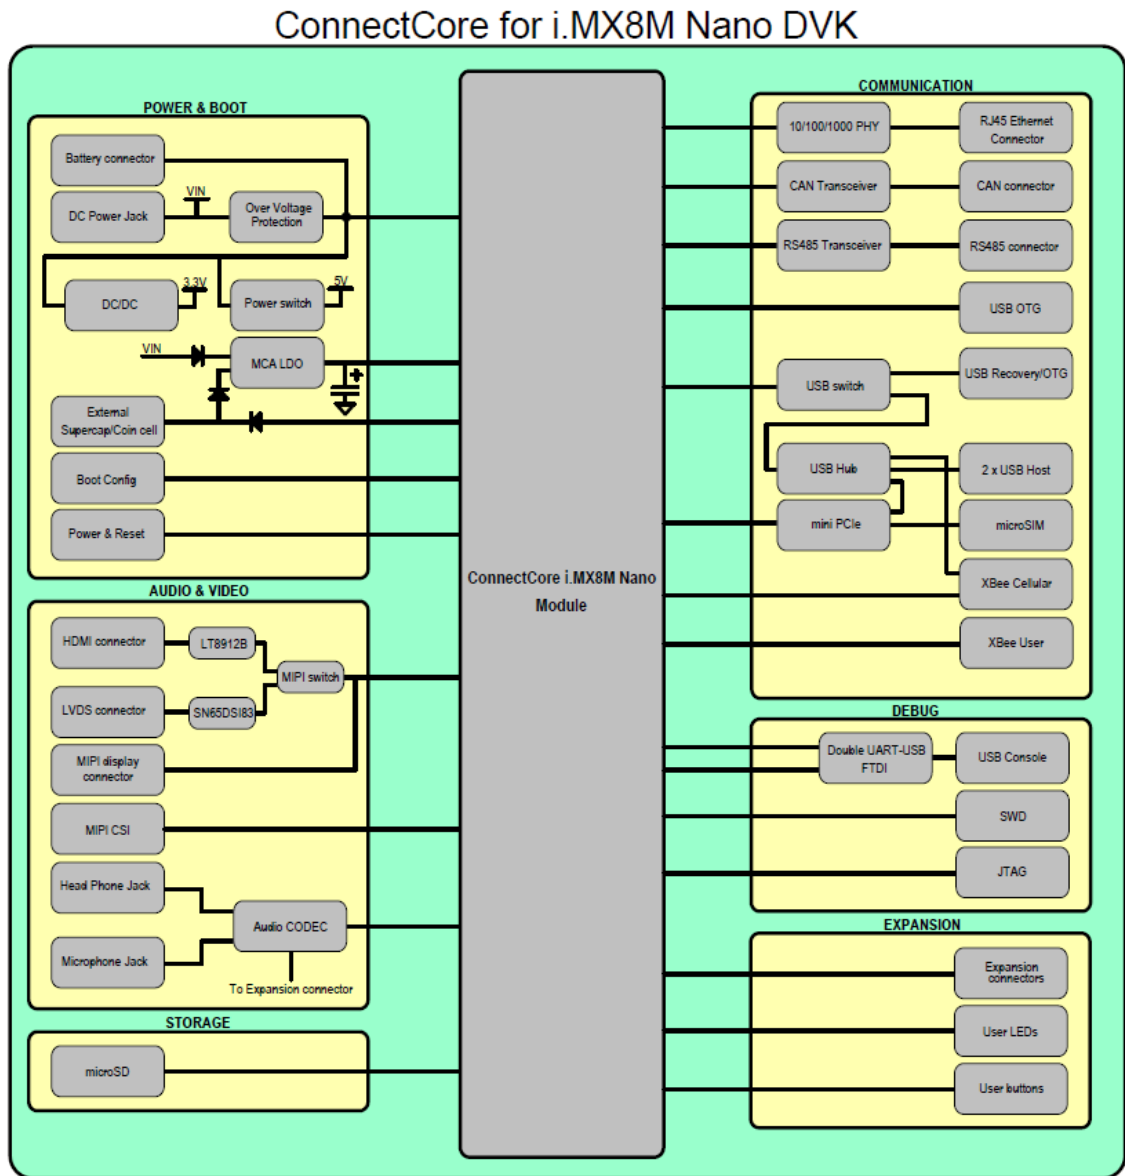 ConnectCore for i.MX8M Nano DVK
POWER & BOOT
Battery connector
DC Power Jack
VIN
Over Voltage
Protection
DC/DC
3.3V
Power switch
5V
VIN
MCA LDO
+
External
Supercap/Coin cell
Boot Config
Power & Reset
AUDIO & VIDEO
HDMI connector
LT8912B
MIPI switch
LVDS connector
SN65DSI83
MIPI display
connector
MIPI CSI
Head Phone Jack
Audio CODEC
Microphone Jack
To Expansion connector
STORAGE
microSD
ConnectCore i.MX8M Nano
Module
COMMUNICATION
10/100/1000 PHY
RJ45 Ethernet
Connector
CAN Transceiver
CAN connector
RS485 Transceiver
RS485 connector
USB OTG
USB switch
USB Recovery/OTG
USB Hub
2 x USB Host
mini PCIe
microSIM
XBee Cellular
XBee User
DEBUG
Double UART-USB
FTDI
USB Console
SWD
JTAG
EXPANSION
Expansion
connectors
User LEDs
User buttons